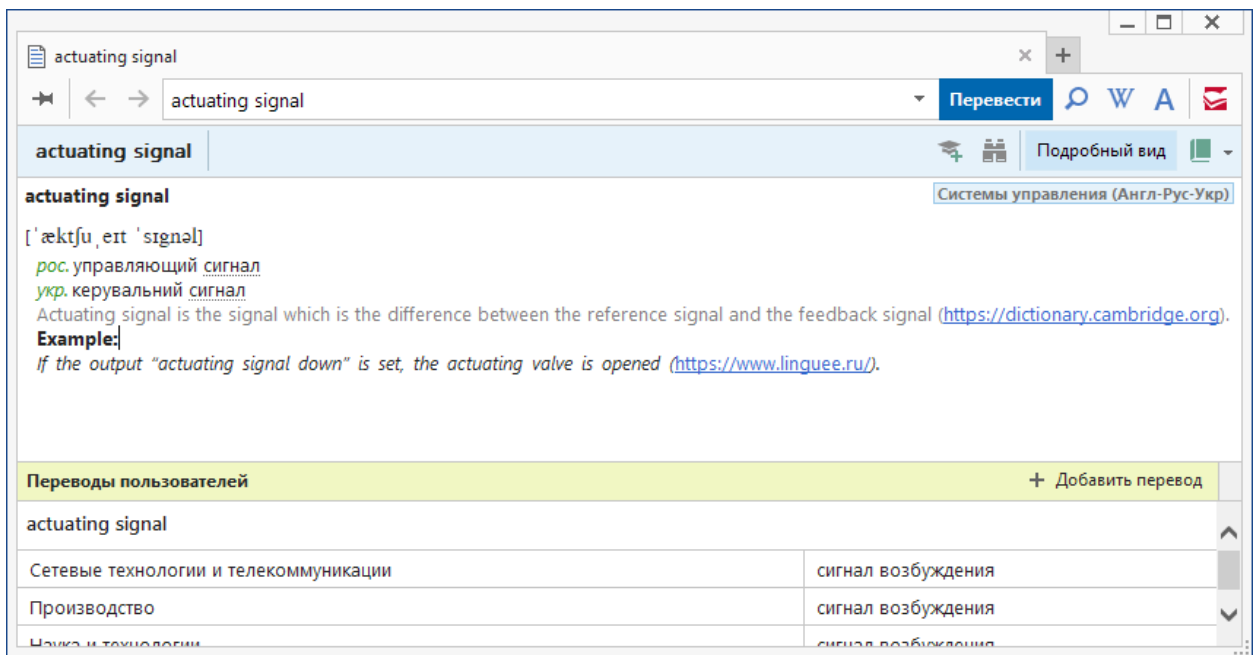 actuating signal
actuating signal Перевести W A
actuating signal Подробный вид
actuating signal Системы управления (Англ-Рус-Укр)
[ˈæktʃuˌeɪt ˈsɪgnəl]
рос. управляющий сигнал
укр. керувальний сигнал
Actuating signal is the signal which is the difference between the reference signal and the feedback signal (https://dictionary.cambridge.org).
Example:
If the output “actuating signal down” is set, the actuating valve is opened (https://www.linguee.ru/).
Переводы пользователей + Добавить перевод
actuating signal
Сетевые технологии и телекоммуникации сигнал возбуждения
Производство сигнал возбуждения
Наука и технологии сигнал возбуждения